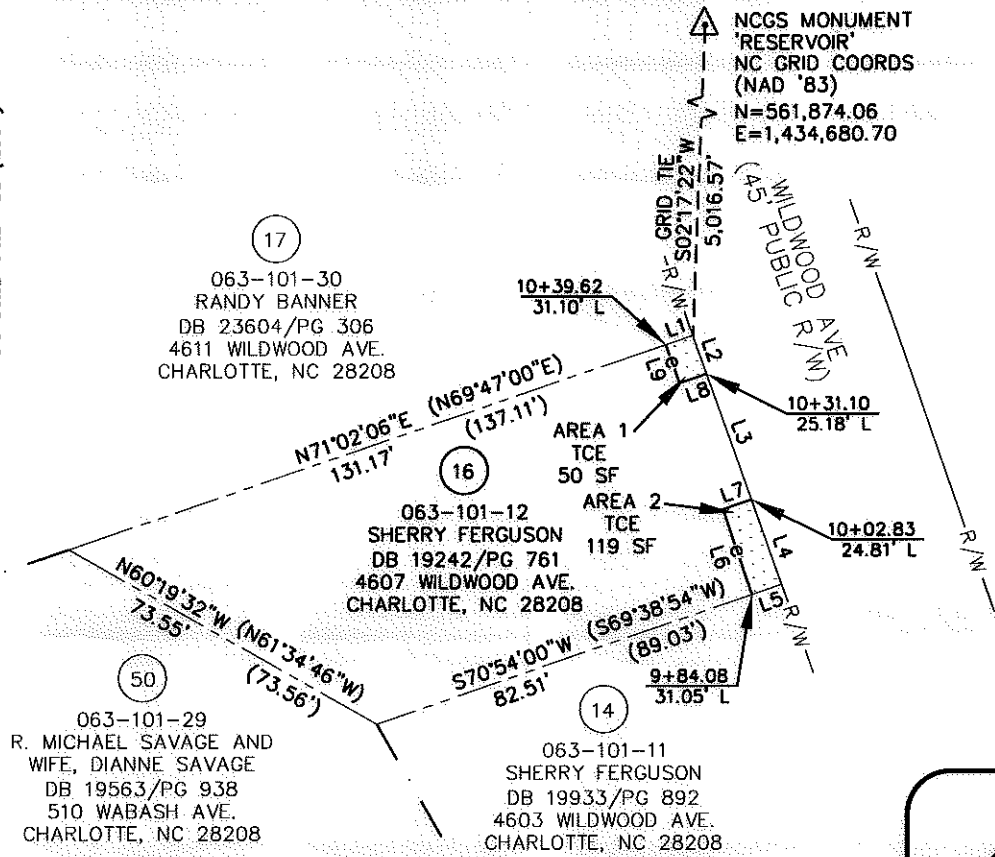 NCGS MONUMENT
'RESERVOIR'
NC GRID COORDS
(NAD '83)
N=561,874.06
E=1,434,680.70
GRID TIE
S02°17'22"W
5,016.57'
WILDWOOD AVE
(45' PUBLIC R/W)
R/W
R/W
17
063-101-30
RANDY BANNER
DB 23604/PG 306
4611 WILDWOOD AVE.
CHARLOTTE, NC 28208
10+39.62
31.10' L
L1
L2
e
L9
L8
10+31.10
25.18' L
N71°02'06"E (N69°47'00"E)
131.17' (137.11')
AREA 1
TCE
50 SF
L3
16
063-101-12
SHERRY FERGUSON
DB 19242/PG 761
4607 WILDWOOD AVE.
CHARLOTTE, NC 28208
AREA 2
TCE
119 SF
L7
10+02.83
24.81' L
e
L6
L4
L5
R/W
R/W
N60°19'32"W (N61°34'46"W)
73.55' (73.56')
S70°54'00"W (S69°38'54"W)
82.51' (89.03')
9+84.08
31.05' L
50
063-101-29
R. MICHAEL SAVAGE AND
WIFE, DIANNE SAVAGE
DB 19563/PG 938
510 WABASH AVE.
CHARLOTTE, NC 28208
14
063-101-11
SHERRY FERGUSON
DB 19933/PG 892
4603 WILDWOOD AVE.
CHARLOTTE, NC 28208